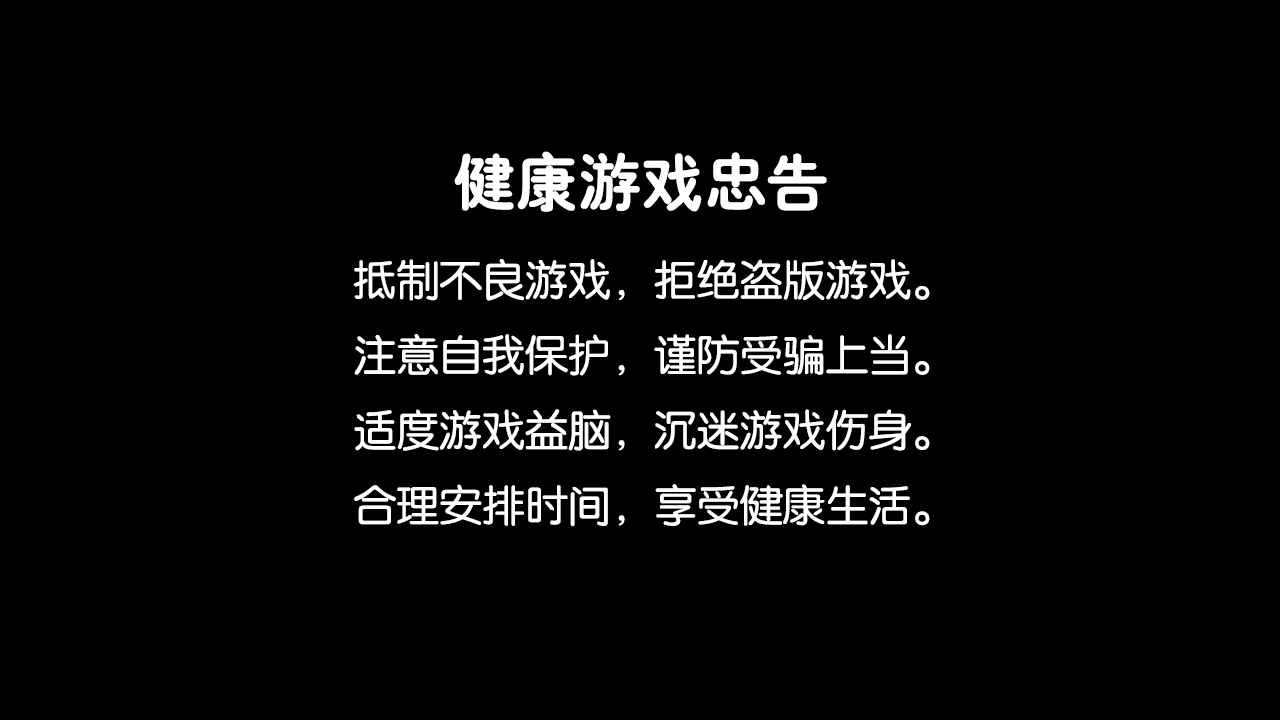 健康游戏忠告
抵制不良游戏，拒绝盗版游戏。
注意自我保护，谨防受骗上当。
适度游戏益脑，沉迷游戏伤身。
合理安排时间，享受健康生活。